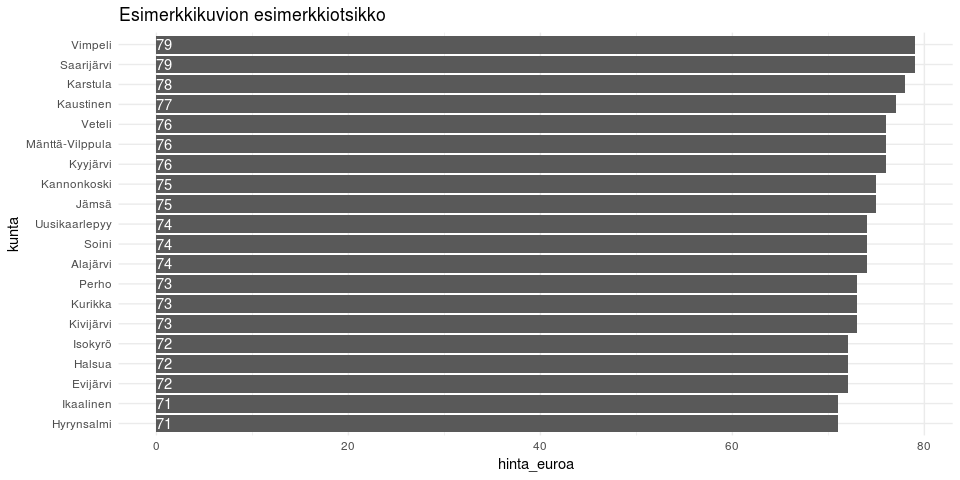 Esimerkkikuvion esimerkkiotsikko
kunta
Vimpeli 79
Saarijärvi 79
Karstula 78
Kaustinen 77
Veteli 76
Mänttä-Vilppula 76
Kyyjärvi 76
Kannonkoski 75
Jämsä 75
Uusikaarlepyy 74
Soini 74
Alajärvi 74
Perho 73
Kurikka 73
Kivijärvi 73
Isokyrö 72
Halsua 72
Evijärvi 72
Ikaalinen 71
Hyrynsalmi 71
0 20 40 60 80
hinta_euroa